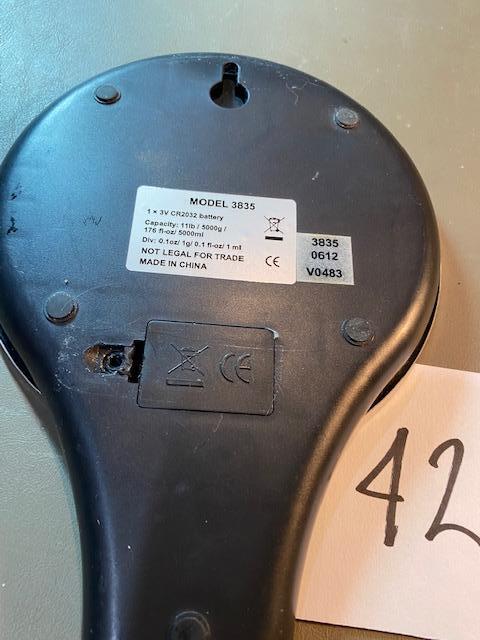 MODEL 3835
1 × 3V CR2032 battery
Capacity: 11lb / 5000g /
176 fl-oz/ 5000ml
Div: 0.1oz/ 1g/ 0.1 fl-oz/ 1 ml
NOT LEGAL FOR TRADE
MADE IN CHINA
CE
3835
0612
V0483
CE
42